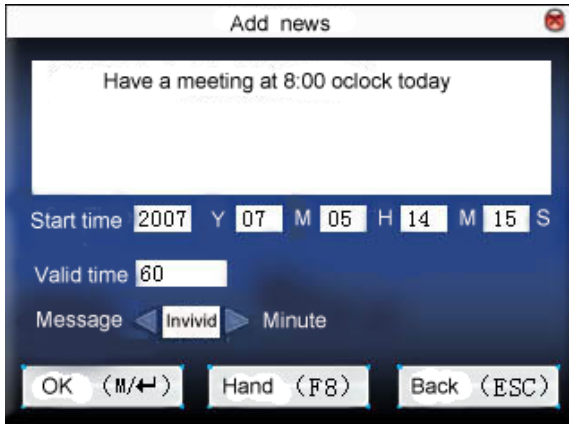 Add news
Have a meeting at 8:00 oclock today
Start time 2007 Y 07 M 05 H 14 M 15 S
Valid time 60
Message Invivid Minute
OK (M/↵) Hand (F8) Back (ESC)